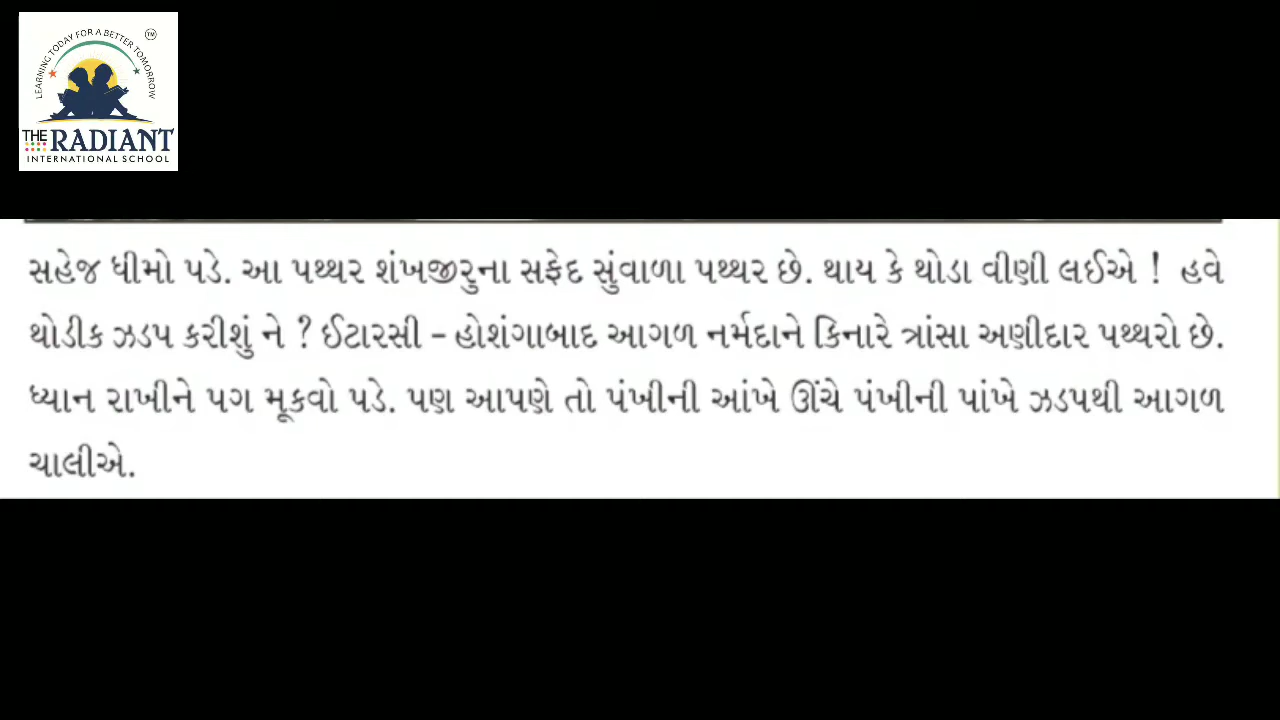 LEARNING TODAY FOR A BETTER TOMORROW
TM
THE RADIANT
INTERNATIONAL SCHOOL
સહેજ ધીમો પડે. આ પથ્થર શંખજીરુના સફેદ સુંવાળા પથ્થર છે. થાય કે થોડા વીણી લઈએ ! હવે
થોડીક ઝડપ કરીશું ને ? ઈટારસી – હોશંગાબાદ આગળ નર્મદાને કિનારે ત્રાંસા અણીદાર પથ્થરો છે.
ધ્યાન રાખીને પગ મૂકવો પડે. પણ આપણે તો પંખીની આંખે ઊંચે પંખીની પાંખે ઝડપથી આગળ
ચાલીએ.